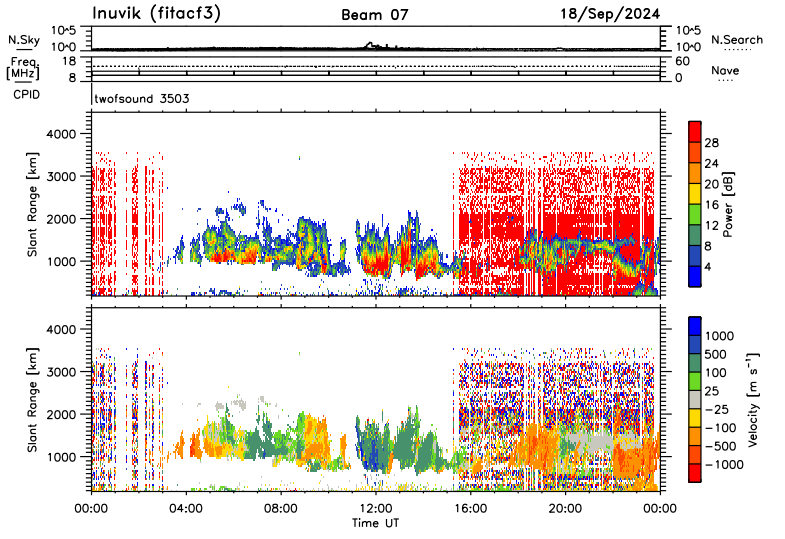 Inuvik (fitacf3)
Beam 07
18/Sep/2024
N.Sky
10^5
10^0
10^5
10^0
N.Search
Freq.
[MHz]
18
8
60
0
Nave
CPID
twofsound 3503
Slant Range [km]
4000
3000
2000
1000
28
24
20
16
12
8
4
Power [dB]
Slant Range [km]
4000
3000
2000
1000
1000
500
100
25
−25
−100
−500
−1000
Velocity [m s⁻¹]
00:00 04:00 08:00 12:00 16:00 20:00 00:00
Time UT